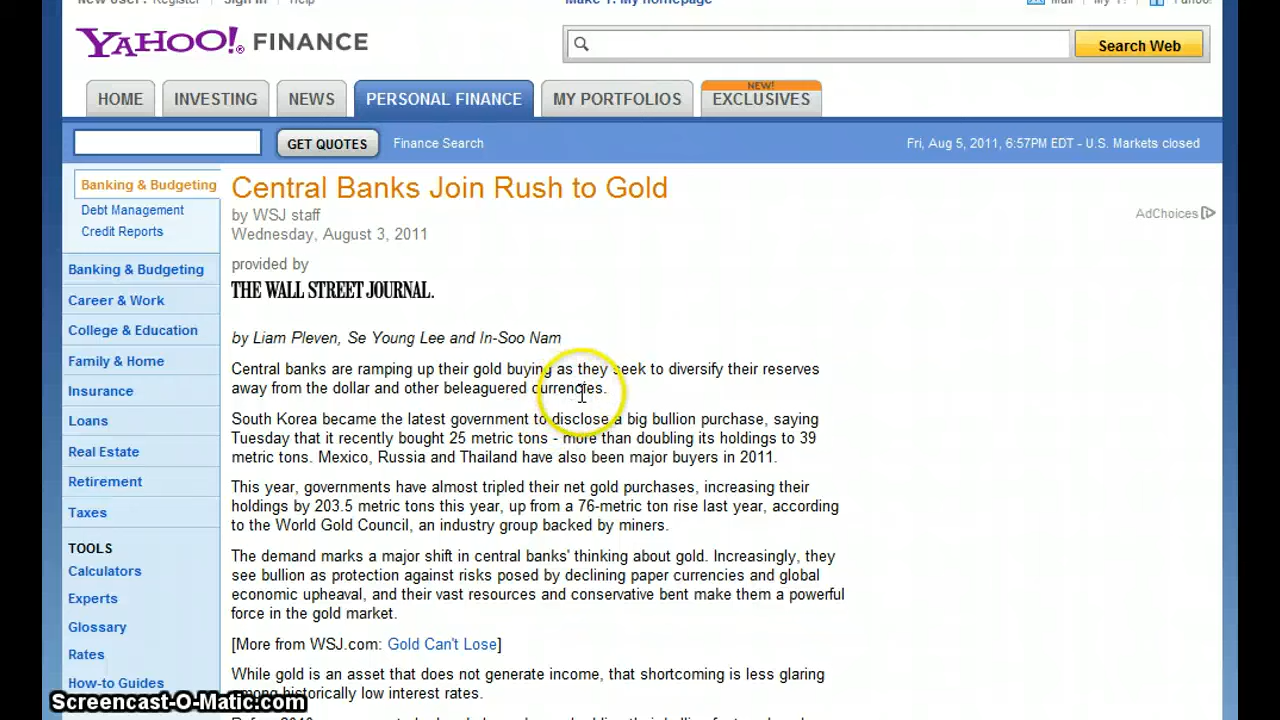 New User? Register Sign In Help Make Y! My Homepage Mail My Y! Yahoo!
YAHOO! FINANCE
Search Web
HOME INVESTING NEWS PERSONAL FINANCE MY PORTFOLIOS NEW! EXCLUSIVES
GET QUOTES Finance Search Fri, Aug 5, 2011, 6:57PM EDT - U.S. Markets closed
Banking & Budgeting
Debt Management
Credit Reports
Banking & Budgeting
Career & Work
College & Education
Family & Home
Insurance
Loans
Real Estate
Retirement
Taxes
TOOLS
Calculators
Experts
Glossary
Rates
How-to Guides
Central Banks Join Rush to Gold
by WSJ staff
Wednesday, August 3, 2011
AdChoices
provided by
THE WALL STREET JOURNAL.
by Liam Pleven, Se Young Lee and In-Soo Nam
Central banks are ramping up their gold buying as they seek to diversify their reserves
away from the dollar and other beleaguered currencies.
South Korea became the latest government to disclose a big bullion purchase, saying
Tuesday that it recently bought 25 metric tons - more than doubling its holdings to 39
metric tons. Mexico, Russia and Thailand have also been major buyers in 2011.
This year, governments have almost tripled their net gold purchases, increasing their
holdings by 203.5 metric tons this year, up from a 76-metric ton rise last year, according
to the World Gold Council, an industry group backed by miners.
The demand marks a major shift in central banks' thinking about gold. Increasingly, they
see bullion as protection against risks posed by declining paper currencies and global
economic upheaval, and their vast resources and conservative bent make them a powerful
force in the gold market.
[More from WSJ.com: Gold Can't Lose]
While gold is an asset that does not generate income, that shortcoming is less glaring
among historically low interest rates.
Screencast-O-Matic.com